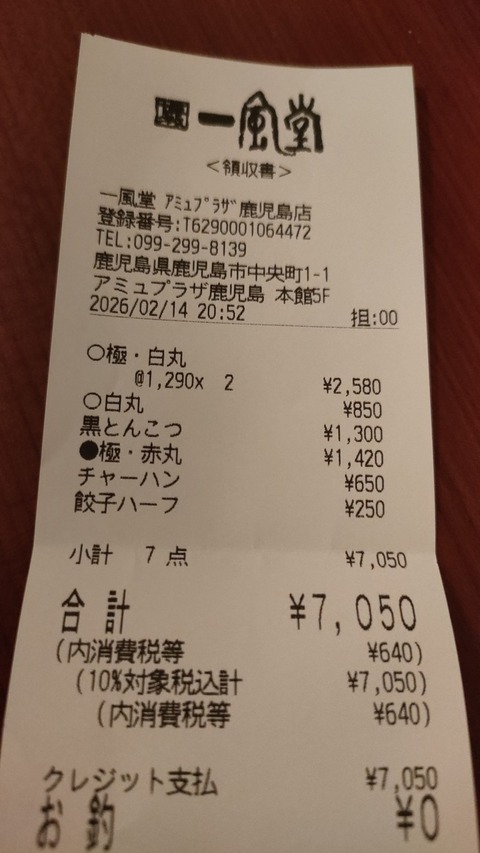 一風堂
<領収書>
一風堂 ｱﾐｭﾌﾟﾗｻﾞ鹿児島店
登録番号:T6290001064472
TEL:099-299-8139
鹿児島県鹿児島市中央町1-1
アミュプラザ鹿児島 本館5F
2026/02/14 20:52 担:00
○極・白丸
@1,290x 2 ¥2,580
○白丸 ¥850
黒とんこつ ¥1,300
●極・赤丸 ¥1,420
チャーハン ¥650
餃子ハーフ ¥250
小計 7 点 ¥7,050
合計 ¥7,050
(内消費税等 ¥640)
(10%対象税込計 ¥7,050)
(内消費税等 ¥640)
クレジット支払 ¥7,050
お釣 ¥0